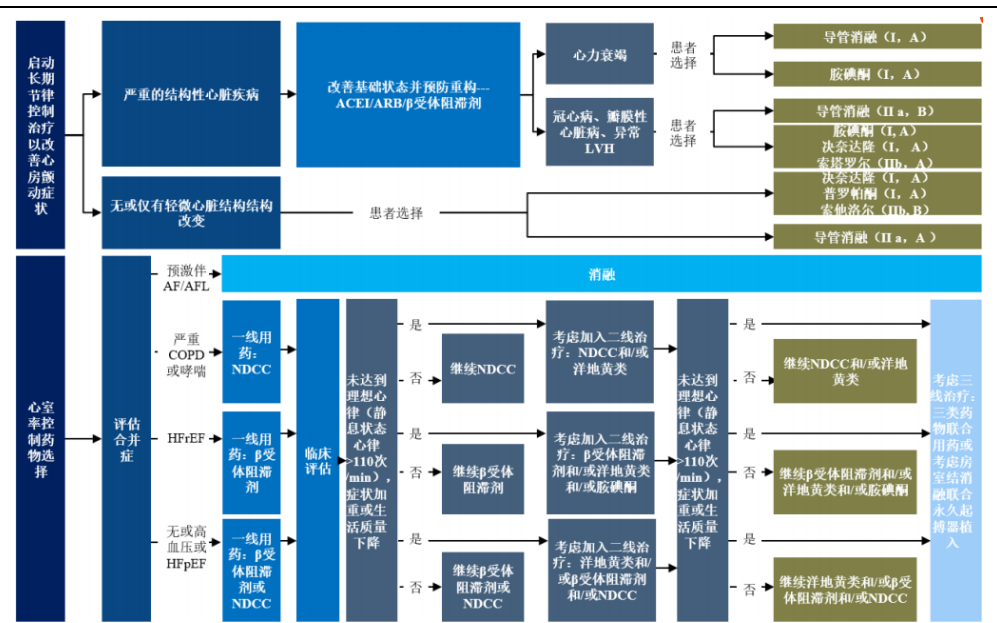 启动
长期
节律
控制
治疗
以改
善心
房颤
动症
状
严重的结构性心脏疾病
改善基础状态并预防重构---
ACEI/ARB/β受体阻滞剂
心力衰竭
患者
选择
导管消融（I，A）
胺碘酮（I，A）
冠心病、瓣膜性
心脏病、异常
LVH
患者
选择
导管消融（II a，B）
胺碘酮（I, A）
决奈达隆（I， A）
索塔罗尔（IIb，A）
无或仅有轻微心脏结构结构
改变
患者选择
决奈达隆（I， A）
普罗帕酮（I，A）
索他洛尔（IIb, B）
导管消融（II a，A ）
心室
率控
制药
物选
择
评估
合并
症
预激伴
AF/AFL
消融
严重
COPD
或哮喘
一线用
药：
NDCC
HFrEF
一线用
药：β受
体阻滞
剂
无或高
血压或
HFpEF
一线用
药：β受
体阻滞
剂或
NDCC
临床
评估
未达到
理想心
律（静
息状态
心律
>110次
/min），
症状加
重或生
活质量
下降
是
否
继续NDCC
考虑加入二线治
疗：NDCC和/或
洋地黄类
是
否
继续β受体
阻滞剂
考虑加入二线治
疗：β受体阻滞
剂和/或洋地黄类
和/或胺碘酮
是
否
继续β受体
阻滞剂或
NDCC
考虑加入二线治
疗：洋地黄类和/
或β受体阻滞剂
和/或NDCC
未达到
理想心
律（静
息状态
心律
>110次
/min），
症状加
重或生
活质量
下降
是
否
继续NDCC和/或洋地
黄类
是
否
继续β受体阻滞剂和/或
洋地黄类和/或胺碘酮
是
否
继续洋地黄类和/或β受
体阻滞剂和/或NDCC
考虑三
线治疗：
三类药
物联合
用药或
考虑房
室结消
融联合
永久起
搏器植
入